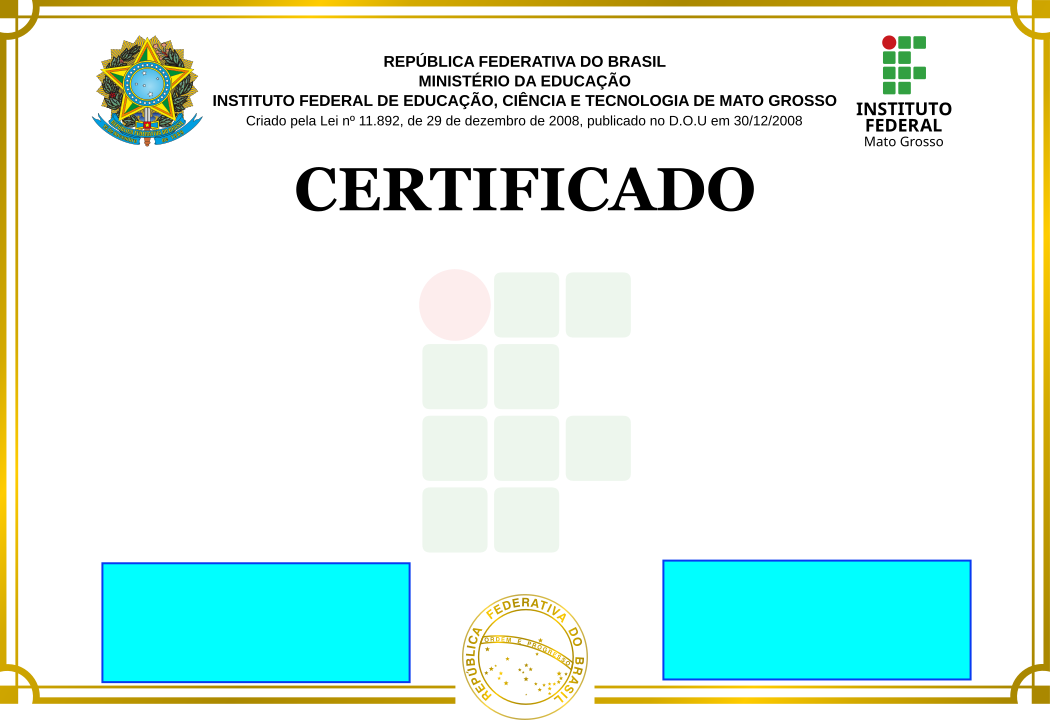 REPÚBLICA FEDERATIVA DO BRASIL
MINISTÉRIO DA EDUCAÇÃO
INSTITUTO FEDERAL DE EDUCAÇÃO, CIÊNCIA E TECNOLOGIA DE MATO GROSSO
Criado pela Lei nº 11.892, de 29 de dezembro de 2008, publicado no D.O.U em 30/12/2008
INSTITUTO
FEDERAL
Mato Grosso
CERTIFICADO
REPÚBLICA FEDERATIVA DO BRASIL
ORDEM E PROGRESSO